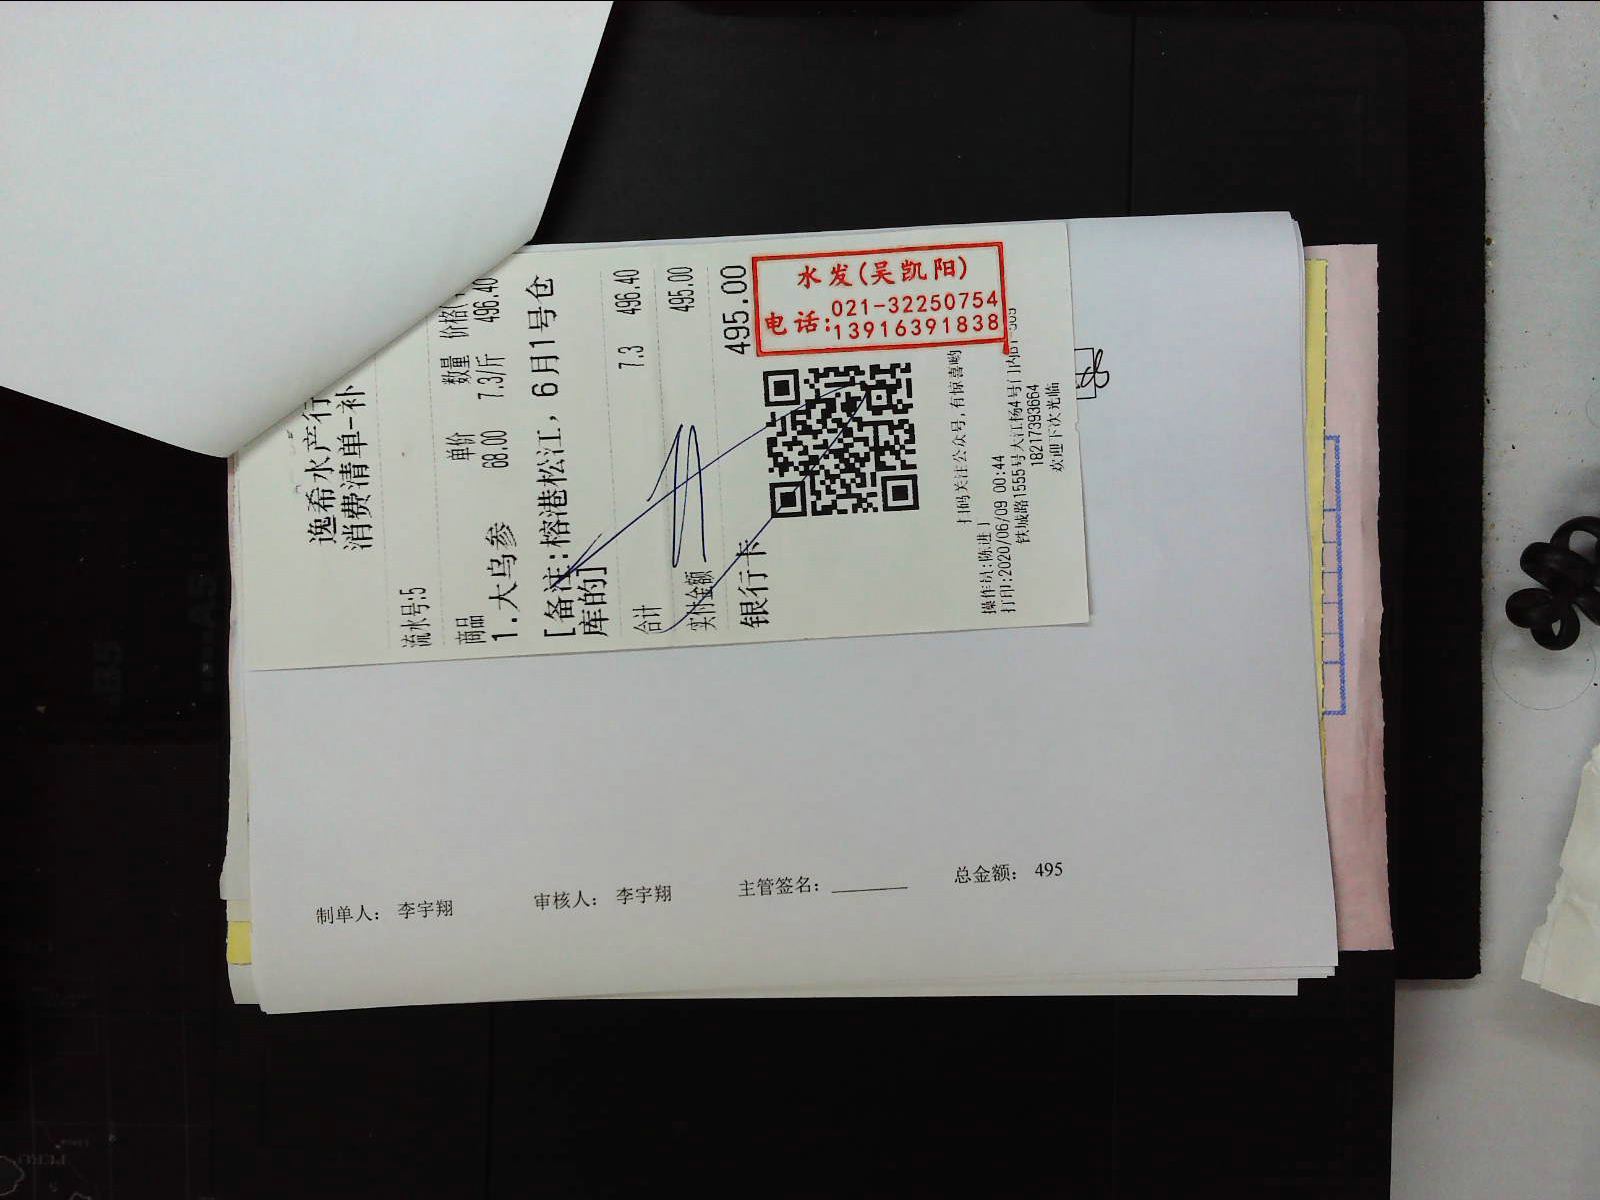 逸希水产行
消费清单-补
流水号:5
商品 单价 数量 价格(
1.大乌参 68.00 7.3/斤 496.40
[备注:榕港松江,6月1号仓
库的]
合计 7.3 496.40
实付金额 495.00
银行卡 495.00
水发(吴凯阳)
电话:021-32250754
13916391838
扫码关注公众号,有惊喜哟
操作员:陈进丁
打印:2020/06/09 00:44
铁城路1555号大江杨4号门内
18217393664
欢迎下次光临
制单人: 李宇翔 审核人: 李宇翔 主管签名: 总金额: 495